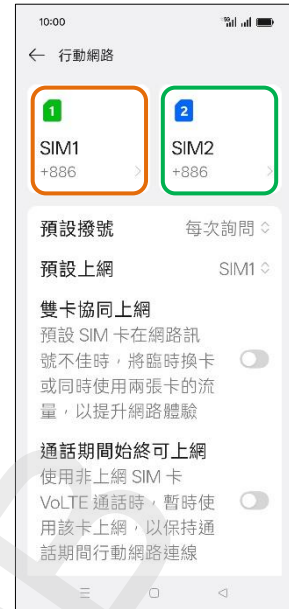 10:00
← 行動網路
1
2
SIM1
SIM2
+886
+886
預設撥號 每次詢問
預設上網 SIM1
雙卡協同上網
預設 SIM 卡在網路訊
號不佳時，將臨時換卡
或同時使用兩張卡的流
量，以提升網路體驗
通話期間始終可上網
使用非上網 SIM 卡
VoLTE 通話時，暫時使
用該卡上網，以保持通
話期間行動網路連線